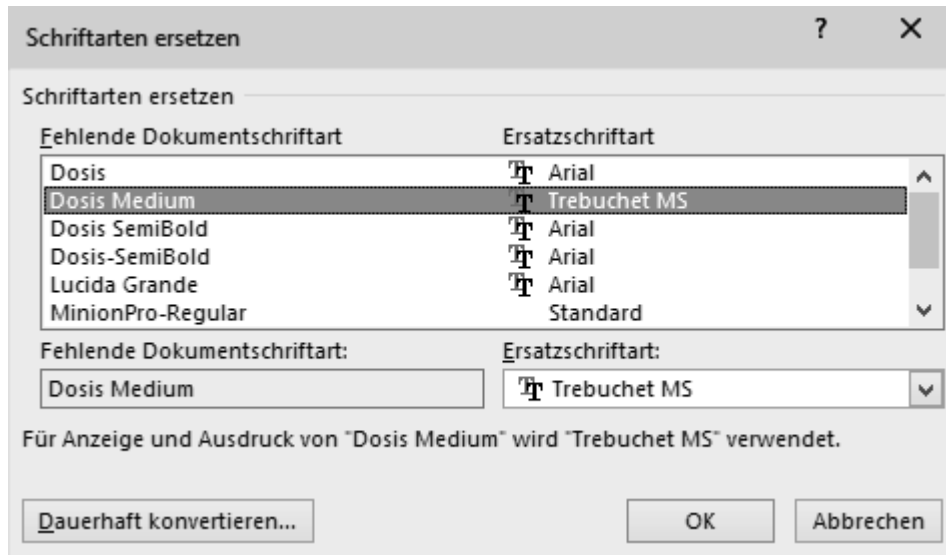 Schriftarten ersetzen ?
Schriftarten ersetzen
Fehlende Dokumentschriftart Ersatzschriftart
Dosis Arial
Dosis Medium Trebuchet MS
Dosis SemiBold Arial
Dosis-SemiBold Arial
Lucida Grande Arial
MinionPro-Regular Standard
Fehlende Dokumentschriftart: Ersatzschriftart:
Dosis Medium Trebuchet MS
Für Anzeige und Ausdruck von "Dosis Medium" wird "Trebuchet MS" verwendet.
Dauerhaft konvertieren... OK Abbrechen